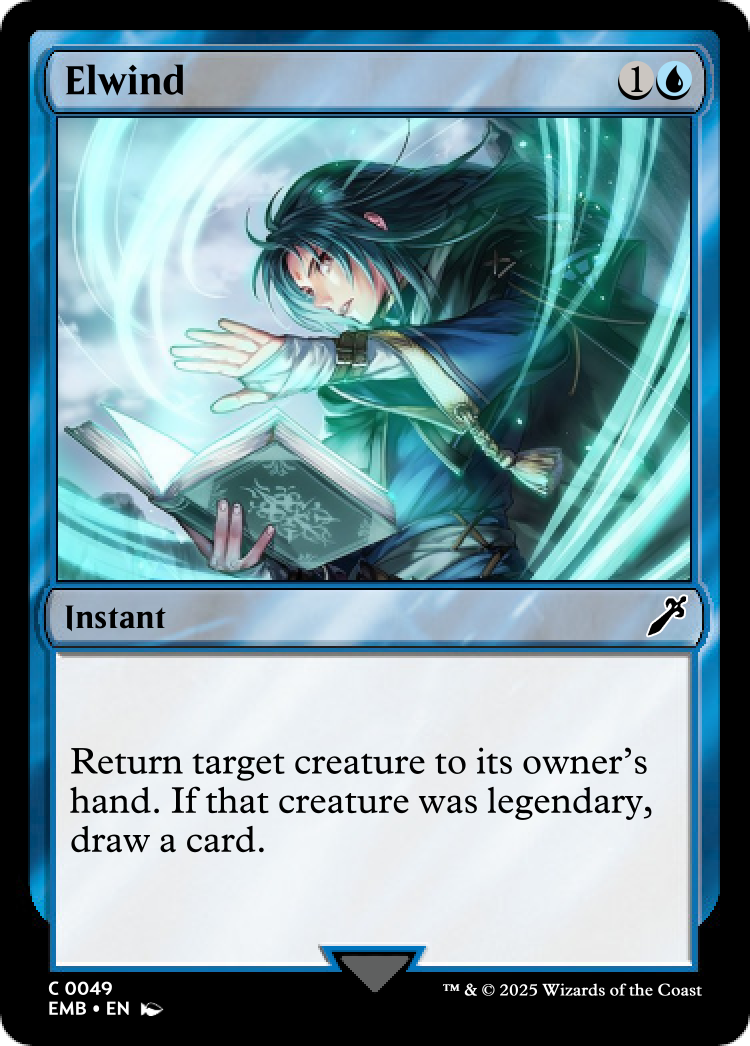 Elwind 1
Instant
Return target creature to its owner's
hand. If that creature was legendary,
draw a card.
C 0049
EMB • EN
™ & © 2025 Wizards of the Coast